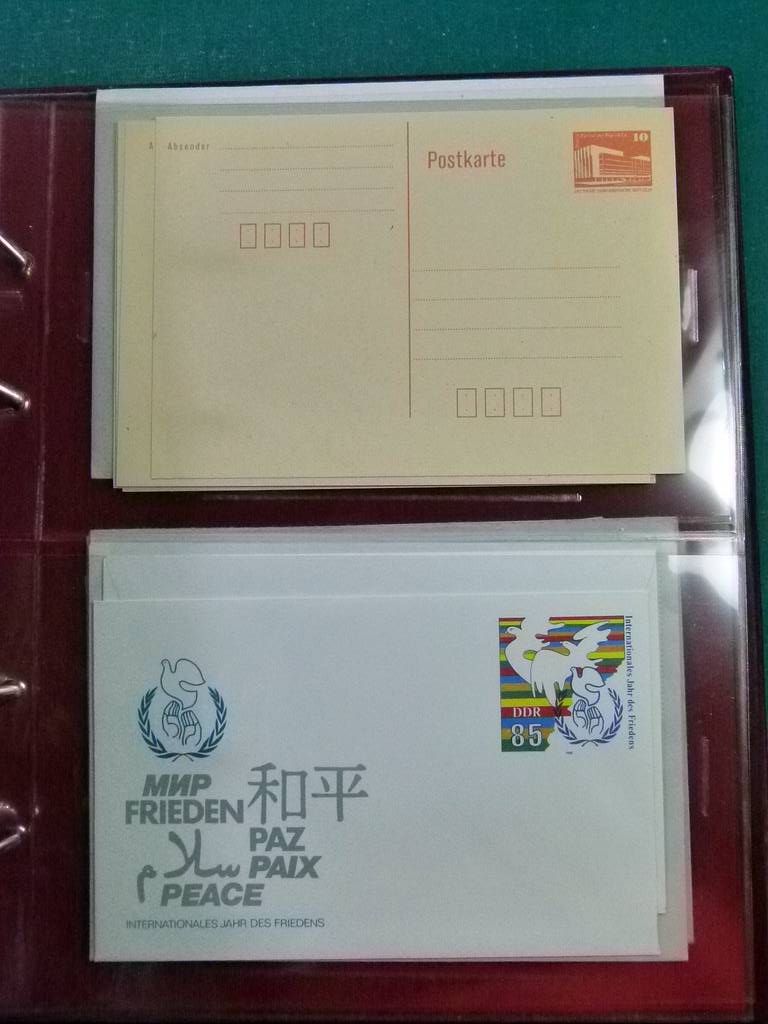 A
Absender
Postkarte
10
Internationales Jahr des Friedens
DDR
85
МИР
和平
FRIEDEN
PAZ
سلام
PAIX
PEACE
INTERNATIONALES JAHR DES FRIEDENS